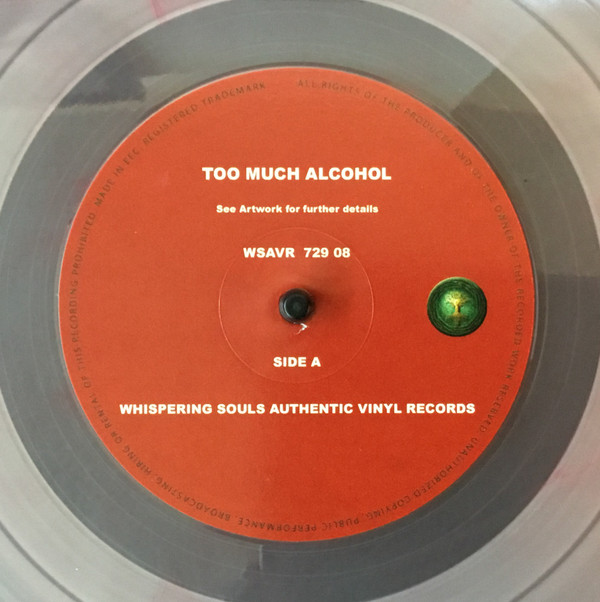 TOO MUCH ALCOHOL
See Artwork for further details
WSAVR 729 08
SIDE A
WHISPERING SOULS AUTHENTIC VINYL RECORDS
ALL RIGHTS OF THE PRODUCER AND OF THE OWNER OF THE RECORDED WORK RESERVED. UNAUTHORIZED COPYING, PUBLIC PERFORMANCE, BROADCASTING, HIRING OR RENTAL OF THIS RECORDING PROHIBITED. MADE IN EEC. REGISTERED TRADEMARK